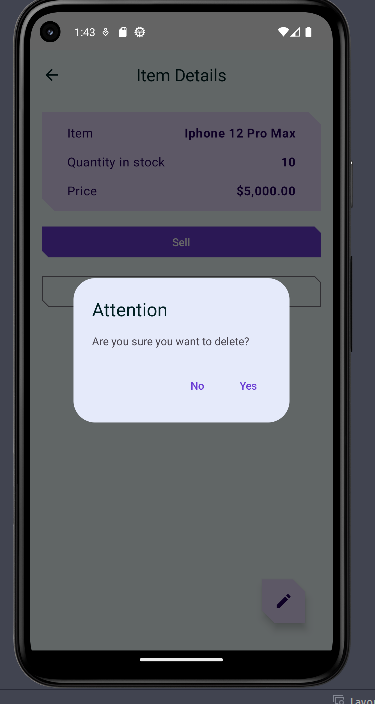 1:43
Item Details
Item Iphone 12 Pro Max
Quantity in stock 10
Price $5,000.00
Sell
Attention
Are you sure you want to delete?
No Yes